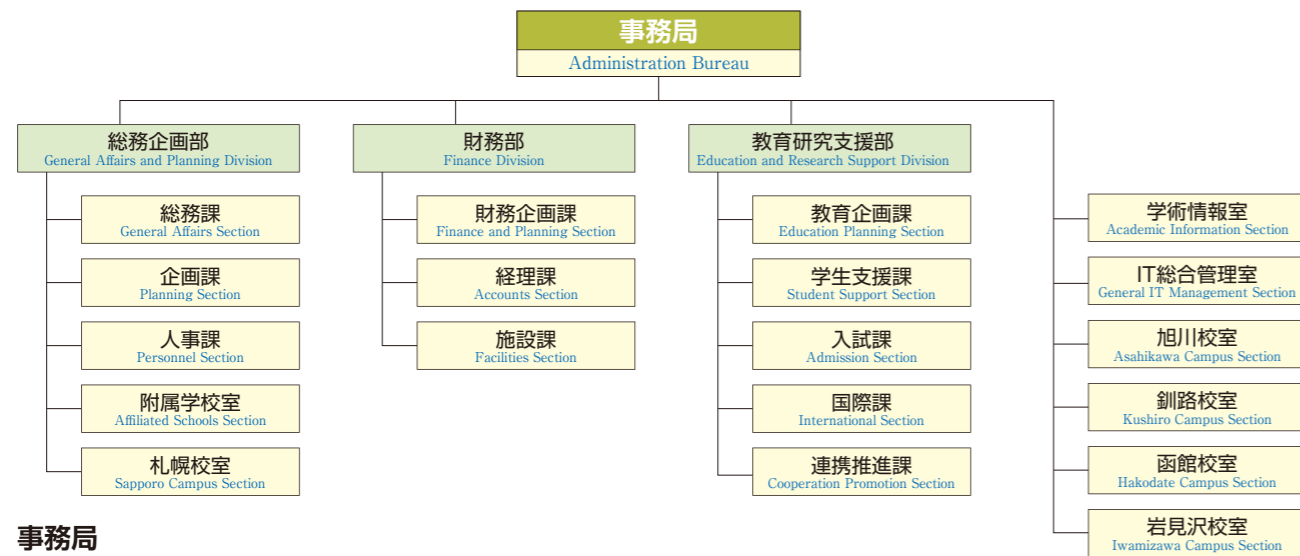 事務局
Administration Bureau
総務企画部
General Affairs and Planning Division
総務課
General Affairs Section
企画課
Planning Section
人事課
Personnel Section
附属学校室
Affiliated Schools Section
札幌校室
Sapporo Campus Section
財務部
Finance Division
財務企画課
Finance and Planning Section
経理課
Accounts Section
施設課
Facilities Section
教育研究支援部
Education and Research Support Division
教育企画課
Education Planning Section
学生支援課
Student Support Section
入試課
Admission Section
国際課
International Section
連携推進課
Cooperation Promotion Section
学術情報室
Academic Information Section
IT総合管理室
General IT Management Section
旭川校室
Asahikawa Campus Section
釧路校室
Kushiro Campus Section
函館校室
Hakodate Campus Section
岩見沢校室
Iwamizawa Campus Section
事務局